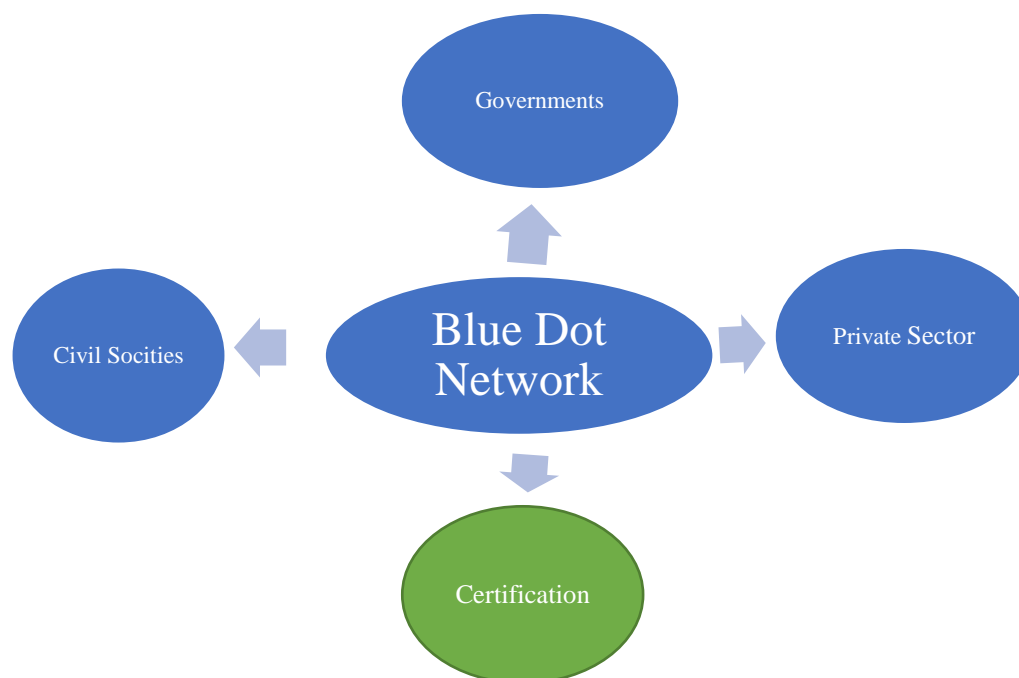 Governments
Civil Socities
Blue Dot
Network
Private Sector
Certification